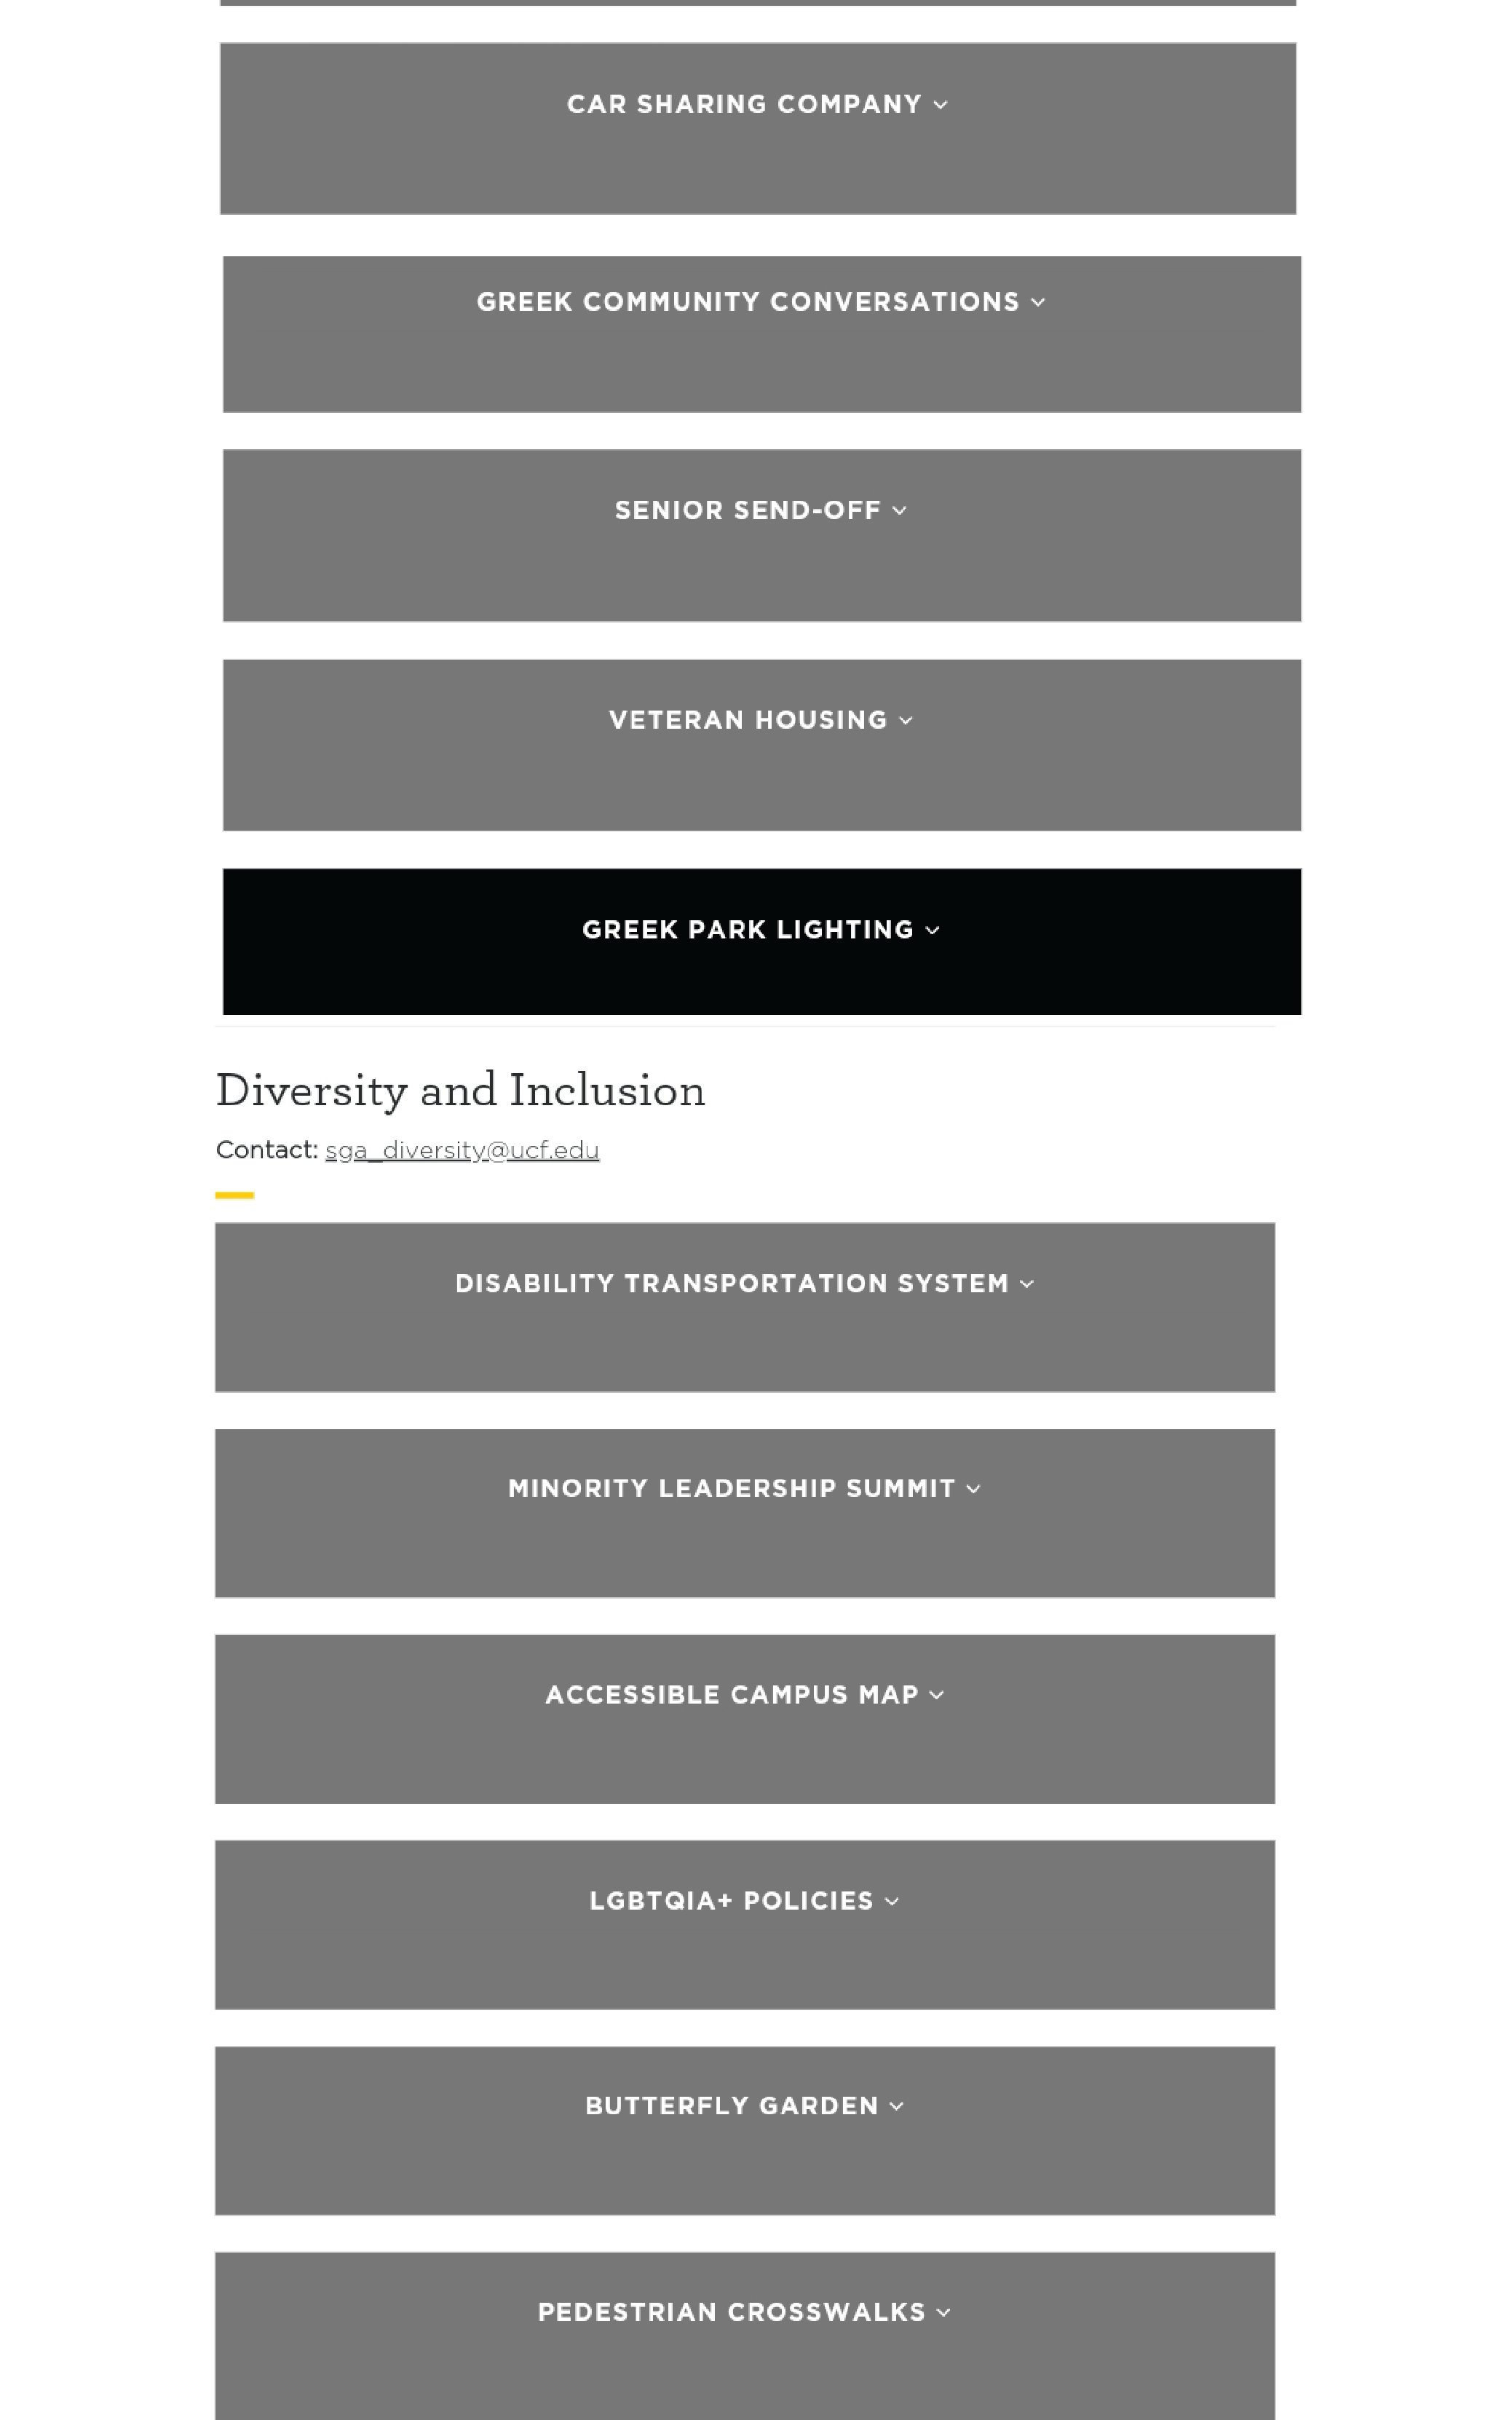 CAR SHARING COMPANY
GREEK COMMUNITY CONVERSATIONS
SENIOR SEND-OFF
VETERAN HOUSING
GREEK PARK LIGHTING
Diversity and Inclusion
Contact: sga_diversity@ucf.edu
DISABILITY TRANSPORTATION SYSTEM
MINORITY LEADERSHIP SUMMIT
ACCESSIBLE CAMPUS MAP
LGBTQIA+ POLICIES
BUTTERFLY GARDEN
PEDESTRIAN CROSSWALKS